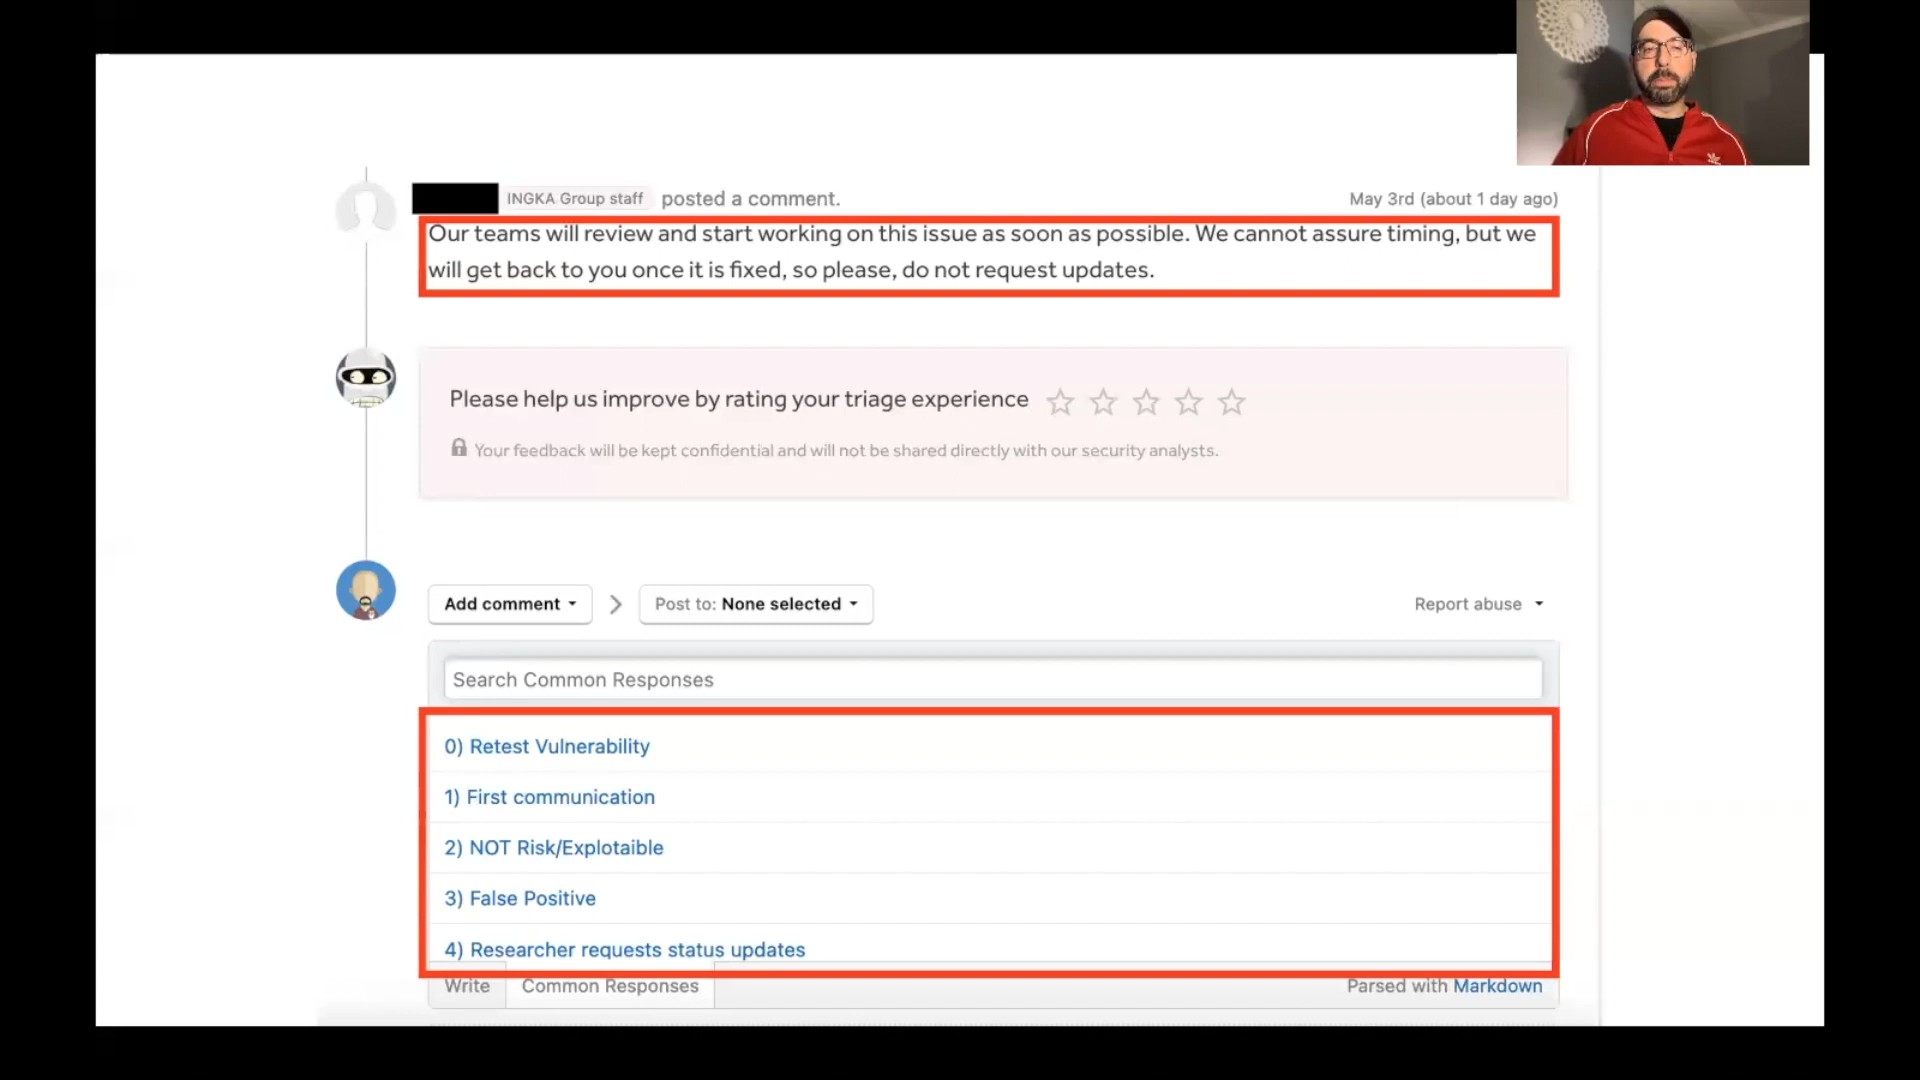 INGKA Group staff posted a comment. May 3rd (about 1 day ago)
Our teams will review and start working on this issue as soon as possible. We cannot assure timing, but we
will get back to you once it is fixed, so please, do not request updates.
Please help us improve by rating your triage experience
Your feedback will be kept confidential and will not be shared directly with our security analysts.
Add comment Post to: None selected Report abuse
Search Common Responses
0) Retest Vulnerability
1) First communication
2) NOT Risk/Explotaible
3) False Positive
4) Researcher requests status updates
Write Common Responses Parsed with Markdown